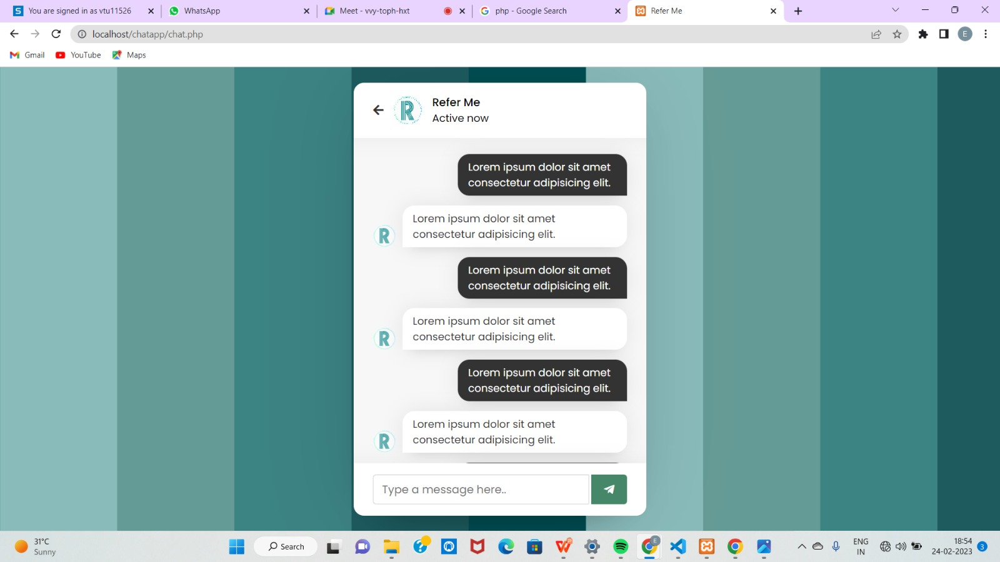 You are signed in as vtu11526
WhatsApp
Meet - vvy-toph-hxt
php - Google Search
Refer Me
localhost/chatapp/chat.php
E
Gmail
YouTube
Maps
R
Refer Me
Active now
Lorem ipsum dolor sit amet
consectetur adipisicing elit.
Lorem ipsum dolor sit amet
consectetur adipisicing elit.
R
Lorem ipsum dolor sit amet
consectetur adipisicing elit.
Lorem ipsum dolor sit amet
consectetur adipisicing elit.
R
Lorem ipsum dolor sit amet
consectetur adipisicing elit.
Lorem ipsum dolor sit amet
consectetur adipisicing elit.
R
Type a message here..
31°C
Sunny
Search
ENG
IN
18:54
24-02-2023
3